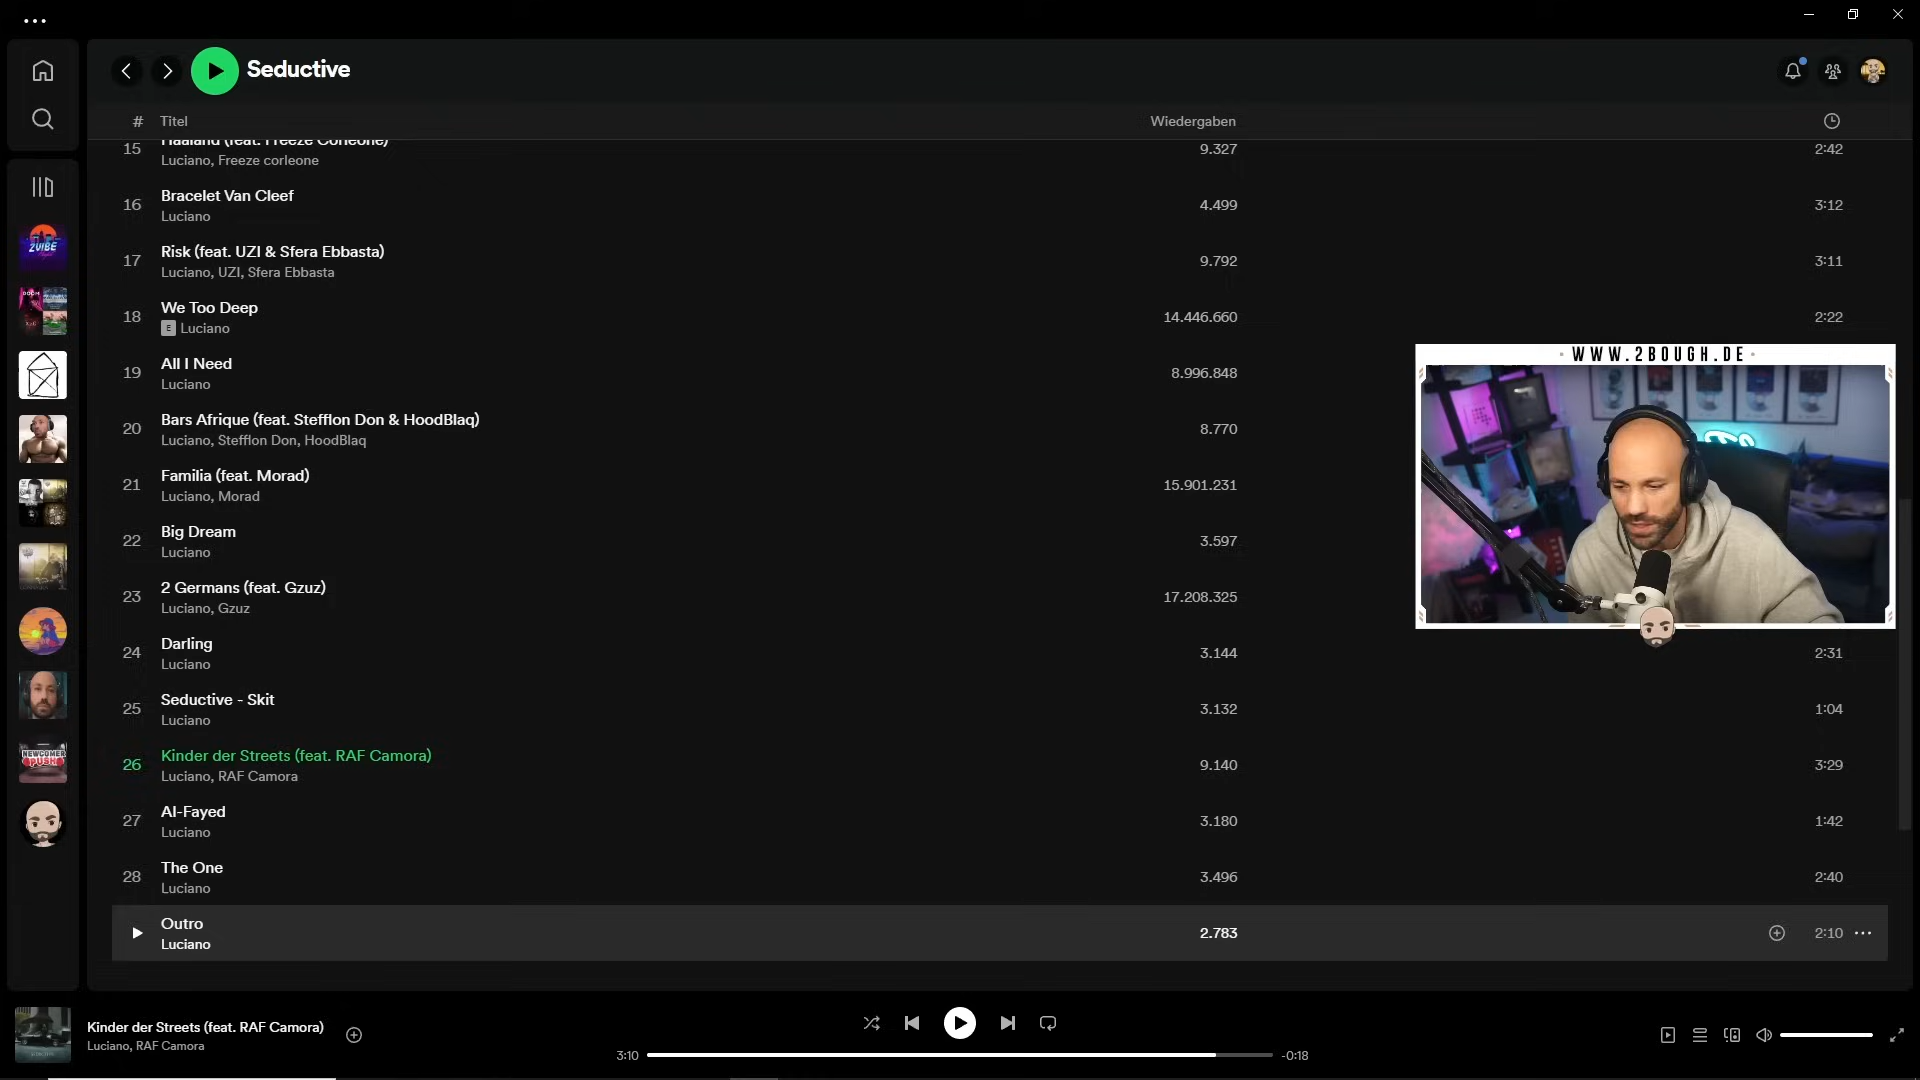 Seductive
# Titel Wiedergaben
15 Haaland (feat. Freeze Corleone) 9.327 2:42
Luciano, Freeze corleone
16 Bracelet Van Cleef 4.499 3:12
Luciano
17 Risk (feat. UZI & Sfera Ebbasta) 9.792 3:11
Luciano, UZI, Sfera Ebbasta
18 We Too Deep 14.446.660 2:22
E Luciano
19 All I Need 8.996.848
Luciano
20 Bars Afrique (feat. Stefflon Don & HoodBlaq) 8.770
Luciano, Stefflon Don, HoodBlaq
21 Familia (feat. Morad) 15.901.231
Luciano, Morad
22 Big Dream 3.597
Luciano
23 2 Germans (feat. Gzuz) 17.208.325
Luciano, Gzuz
24 Darling 3.144 2:31
Luciano
25 Seductive - Skit 3.132 1:04
Luciano
26 Kinder der Streets (feat. RAF Camora) 9.140 3:29
Luciano, RAF Camora
27 Al-Fayed 3.180 1:42
Luciano
28 The One 3.496 2:40
Luciano
Outro 2.783 2:10
Luciano
WWW.2BOUGH.DE
2VIBE
NEWCOMER
PUSH
Kinder der Streets (feat. RAF Camora)
Luciano, RAF Camora
3:10 -0:18